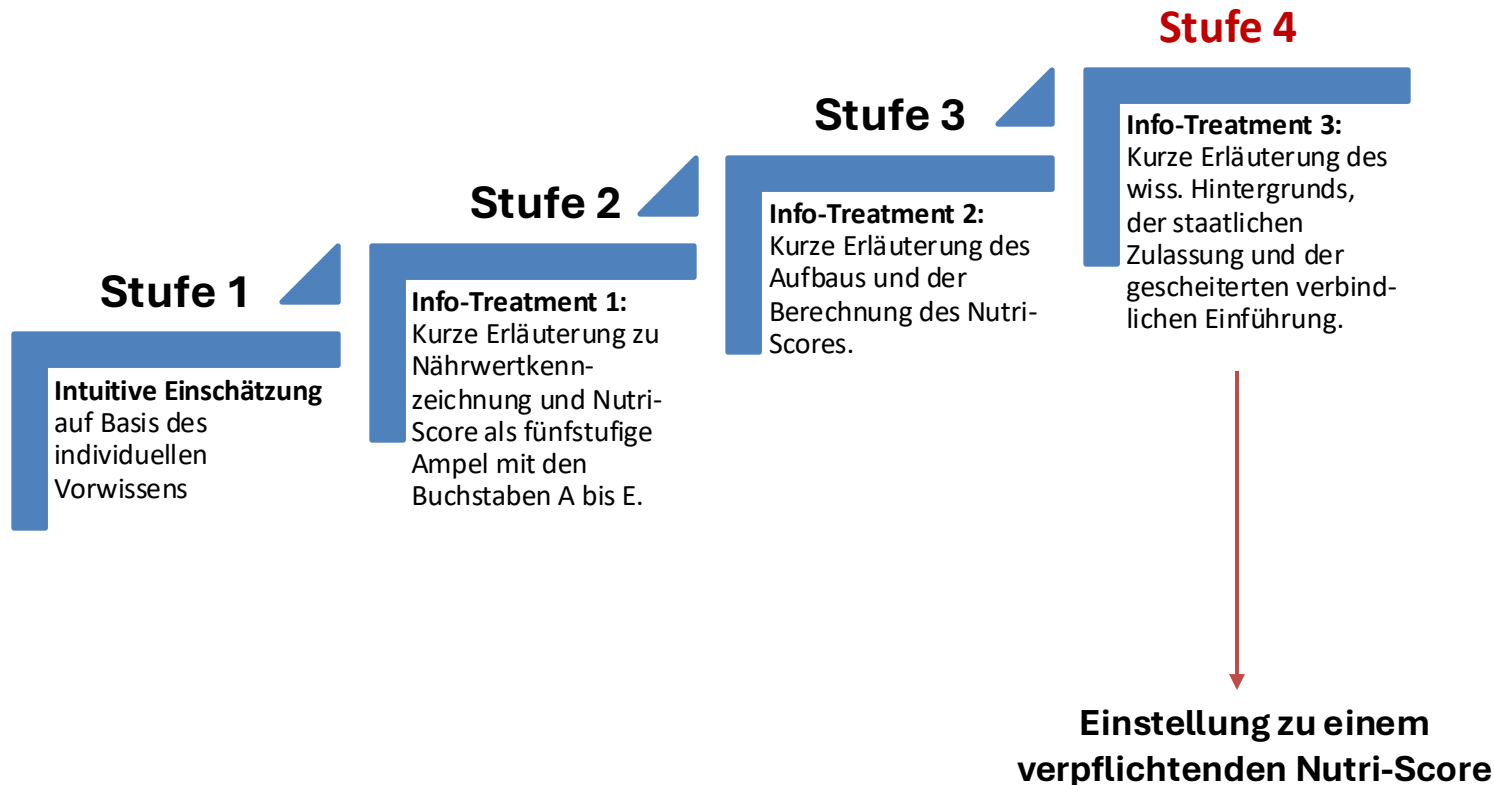 Stufe 1
Intuitive Einschätzung
auf Basis des
individuellen
Vorwissens
Stufe 2
Info-Treatment 1:
Kurze Erläuterung zu
Nährwertkenn-
zeichnung und Nutri-
Score als fünfstufige
Ampel mit den
Buchstaben A bis E.
Stufe 3
Info-Treatment 2:
Kurze Erläuterung des
Aufbaus und der
Berechnung des Nutri-
Scores.
Stufe 4
Info-Treatment 3:
Kurze Erläuterung des
wiss. Hintergrunds,
der staatlichen
Zulassung und der
gescheiterten verbind-
lichen Einführung.
Einstellung zu einem
verpflichtenden Nutri-Score